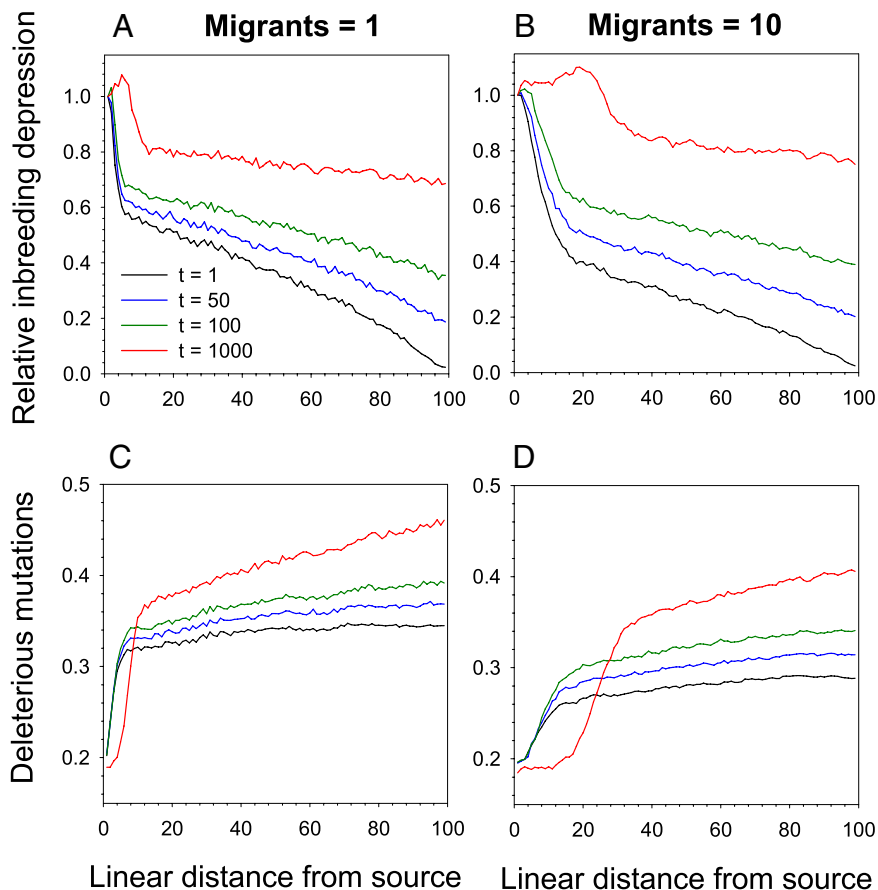 A Migrants = 1
B Migrants = 10
Relative inbreeding depression
1.0
0.8
0.6
0.4
0.2
0.0
t = 1
t = 50
t = 100
t = 1000
0 20 40 60 80 100
1.0
0.8
0.6
0.4
0.2
0.0
0 20 40 60 80 100
C
D
Deleterious mutations
0.5
0.4
0.3
0.2
0 20 40 60 80 100
0.5
0.4
0.3
0.2
0 20 40 60 80 100
Linear distance from source
Linear distance from source